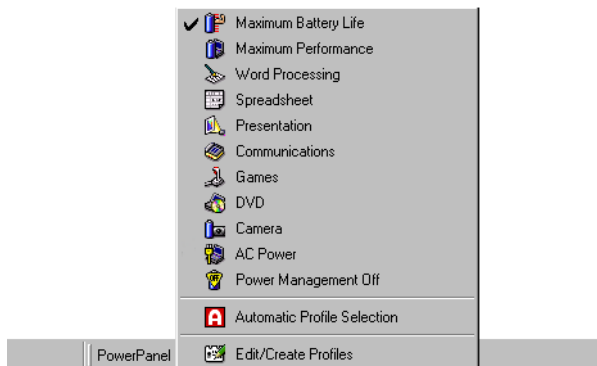 Maximum Battery Life
Maximum Performance
Word Processing
Spreadsheet
Presentation
Communications
Games
DVD
Camera
AC Power
Power Management Off
Automatic Profile Selection
PowerPanel
Edit/Create Profiles